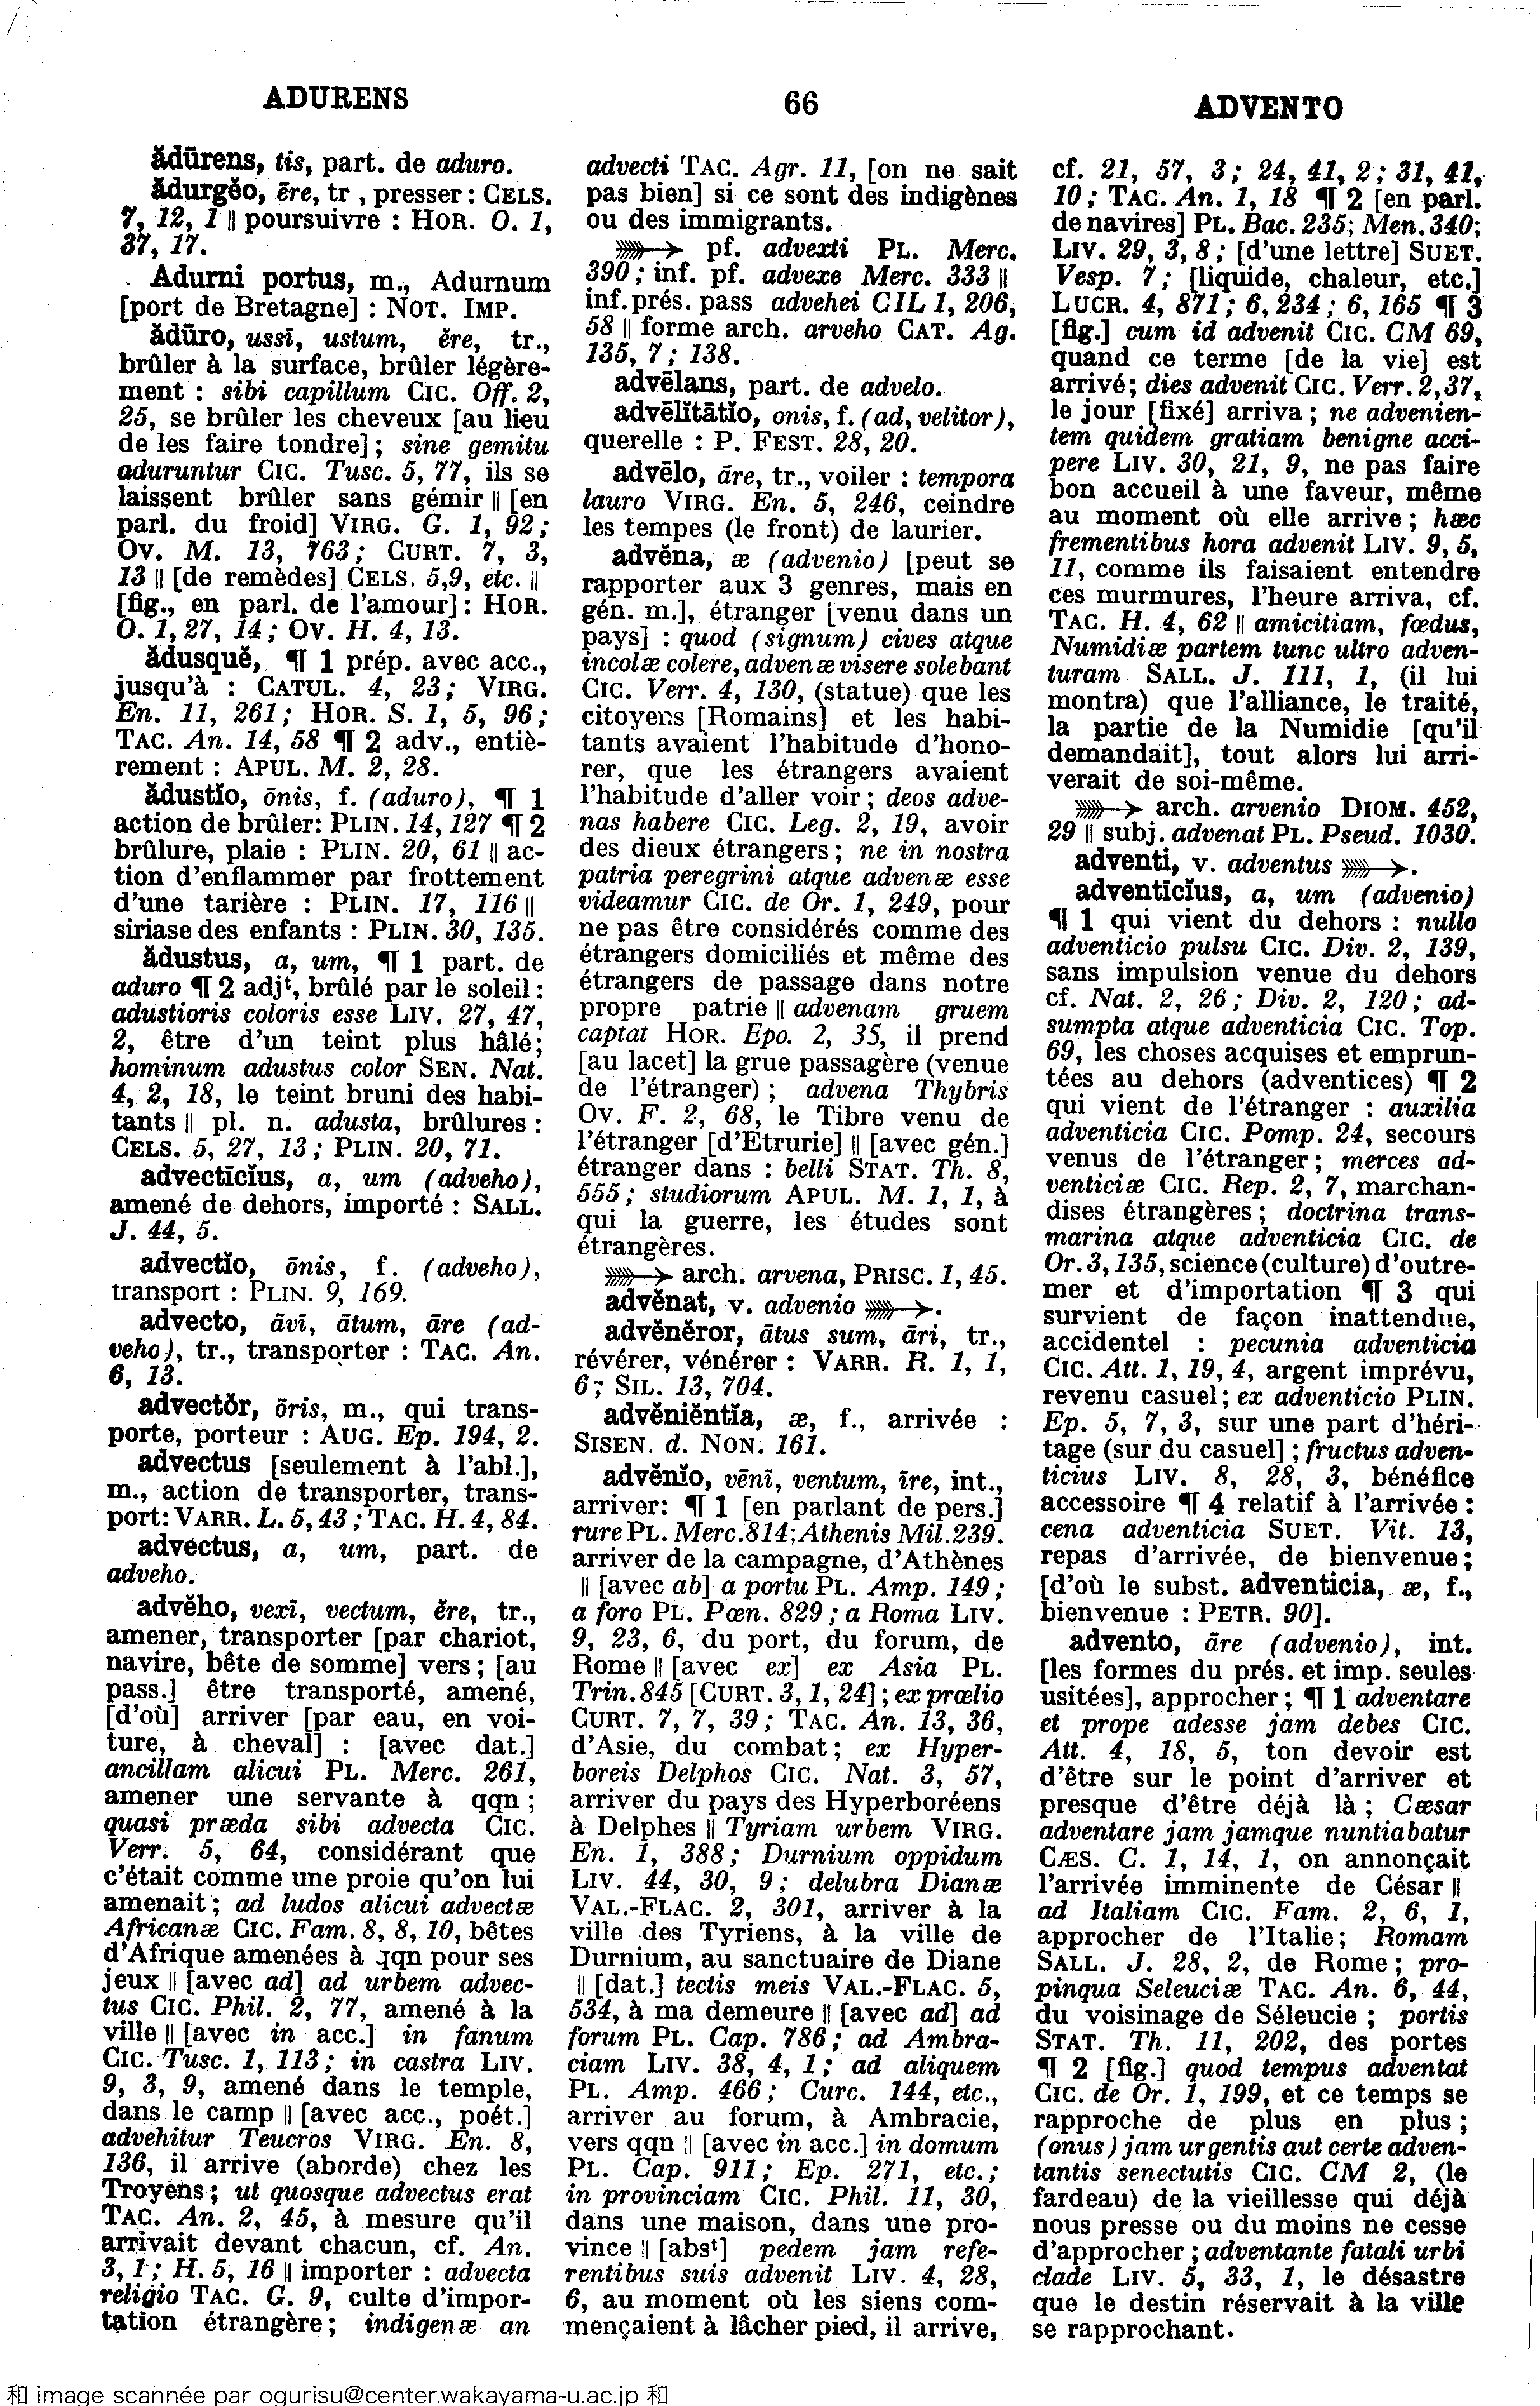 ADURENS
66
ADVENTO
ădūrens, tis, part. de aduro.
ădurgĕo, ēre, tr , presser : CELS.
7, 12, 1 || poursuivre : HOR. O. 1,
37, 17.
Adurni portus, m., Adurnum
[port de Bretagne] : NOT. IMP.
ădūro, ussī, ustum, ĕre, tr.,
brûler à la surface, brûler légère-
ment : sibi capillum CIC. Off. 2,
25, se brûler les cheveux [au lieu
de les faire tondre] ; sine gemitu
aduruntur CIC. Tusc. 5, 77, ils se
laissent brûler sans gémir || [en
parl. du froid] VIRG. G. 1, 92 ;
OV. M. 13, 763 ; CURT. 7, 3,
13 || [de remèdes] CELS. 5,9, etc. ||
[fig., en parl. de l'amour] : HOR.
O. 1, 27, 14 ; OV. H. 4, 13.
ădusquĕ, ¶ 1 prép. avec acc.,
jusqu'à : CATUL. 4, 23 ; VIRG.
En. 11, 261 ; HOR. S. 1, 5, 96 ;
TAC. An. 14, 58 ¶ 2 adv., entiè-
rement : APUL. M. 2, 28.
ădustĭo, ōnis, f. (aduro), ¶ 1
action de brûler : PLIN. 14, 127 ¶ 2
brûlure, plaie : PLIN. 20, 61 || ac-
tion d'enflammer par frottement
d'une tarière : PLIN. 17, 116 ||
siriase des enfants : PLIN. 30, 135.
ădustus, a, um, ¶ 1 part. de
aduro ¶ 2 adjᵗ, brûlé par le soleil :
adustioris coloris esse LIV. 27, 47,
2, être d'un teint plus hâlé ;
hominum adustus color SEN. Nat.
4, 2, 18, le teint bruni des habi-
tants || pl. n. adusta, brûlures :
CELS. 5, 27, 13 ; PLIN. 20, 71.
advectīcĭus, a, um (adveho),
amené de dehors, importé : SALL.
J. 44, 5.
advectĭo, ōnis, f. (adveho),
transport : PLIN. 9, 169.
advecto, āvī, ātum, āre (ad-
veho), tr., transporter : TAC. An.
6, 13.
advectŏr, ōris, m., qui trans-
porte, porteur : AUG. Ep. 194, 2.
advectus [seulement à l'abl.],
m., action de transporter, trans-
port : VARR. L. 5, 43 ; TAC. H. 4, 84.
advectus, a, um, part. de
adveho.
advĕho, vexī, vectum, ĕre, tr.,
amener, transporter [par chariot,
navire, bête de somme] vers ; [au
pass.] être transporté, amené,
[d'où] arriver [par eau, en voi-
ture, à cheval] : [avec dat.]
ancillam alicui PL. Merc. 261,
amener une servante à qqn ;
quasi præda sibi advecta CIC.
Verr. 5, 64, considérant que
c'était comme une proie qu'on lui
amenait ; ad ludos alicui advectæ
Africanæ CIC. Fam. 8, 8, 10, bêtes
d'Afrique amenées à qqn pour ses
jeux || [avec ad] ad urbem advec-
tus CIC. Phil. 2, 77, amené à la
ville || [avec in acc.] in fanum
CIC. Tusc. 1, 113 ; in castra LIV.
9, 3, 9, amené dans le temple,
dans le camp || [avec acc., poét.]
advehitur Teucros VIRG. En. 8,
136, il arrive (aborde) chez les
Troyens ; ut quosque advectus erat
TAC. An. 2, 45, à mesure qu'il
arrivait devant chacun, cf. An.
3, 1 ; H. 5, 16 || importer : advecta
religio TAC. G. 9, culte d'impor-
tation étrangère ; indigenæ an
advecti TAC. Agr. 11, [on ne sait
pas bien] si ce sont des indigènes
ou des immigrants.
⟶ pf. advexti PL. Merc.
390 ; inf. pf. advexe Merc. 333 ||
inf. prés. pass advehei CIL 1, 206,
58 || forme arch. arveho CAT. Ag.
135, 7 ; 138.
advēlans, part. de advelo.
advēlĭtātĭo, onis, f. (ad, velitor),
querelle : P. FEST. 28, 20.
advēlo, āre, tr., voiler : tempora
lauro VIRG. En. 5, 246, ceindre
les tempes (le front) de laurier.
advĕna, æ (advenio) [peut se
rapporter aux 3 genres, mais en
gén. m.], étranger [venu dans un
pays] : quod (signum) cives atque
incolæ colere, advenæ visere solebant
CIC. Verr. 4, 130, (statue) que les
citoyens [Romains] et les habi-
tants avaient l'habitude d'hono-
rer, que les étrangers avaient
l'habitude d'aller voir ; deos adve-
nas habere CIC. Leg. 2, 19, avoir
des dieux étrangers ; ne in nostra
patria peregrini atque advenæ esse
videamur CIC. de Or. 1, 249, pour
ne pas être considérés comme des
étrangers domiciliés et même des
étrangers de passage dans notre
propre patrie || advenam gruem
captat HOR. Epo. 2, 35, il prend
[au lacet] la grue passagère (venue
de l'étranger) ; advena Thybris
OV. F. 2, 68, le Tibre venu de
l'étranger [d'Etrurie] || [avec gén.]
étranger dans : belli STAT. Th. 8,
555 ; studiorum APUL. M. 1, 1, à
qui la guerre, les études sont
étrangères.
⟶ arch. arvena, PRISC. 1, 45.
advĕnat, v. advenio ⟶.
advĕnĕror, ātus sum, āri, tr.,
révérer, vénérer : VARR. R. 1, 1,
6 ; SIL. 13, 704.
advĕnĭentĭa, æ, f., arrivée :
SISEN. d. NON. 161.
advĕnĭo, vēnī, ventum, īre, int.,
arriver : ¶ 1 [en parlant de pers.]
rure PL. Merc. 814 ; Athenis Mil. 239.
arriver de la campagne, d'Athènes
|| [avec ab] a portu PL. Amp. 149 ;
a foro PL. Pœn. 829 ; a Roma LIV.
9, 23, 6, du port, du forum, de
Rome || [avec ex] ex Asia PL.
Trin. 845 [CURT. 3, 1, 24] ; ex prœlio
CURT. 7, 7, 39 ; TAC. An. 13, 36,
d'Asie, du combat ; ex Hyper-
boreis Delphos CIC. Nat. 3, 57,
arriver du pays des Hyperboréens
à Delphes || Tyriam urbem VIRG.
En. 1, 388 ; Durnium oppidum
LIV. 44, 30, 9 ; delubra Dianæ
VAL.-FLAC. 2, 301, arriver à la
ville des Tyriens, à la ville de
Durnium, au sanctuaire de Diane
|| [dat.] tectis meis VAL.-FLAC. 5,
534, à ma demeure || [avec ad] ad
forum PL. Cap. 786 ; ad Ambra-
ciam LIV. 38, 4, 1 ; ad aliquem
PL. Amp. 466 ; Curc. 144, etc.,
arriver au forum, à Ambracie,
vers qqn || [avec in acc.] in domum
PL. Cap. 911 ; Ep. 271, etc. ;
in provinciam CIC. Phil. 11, 30,
dans une maison, dans une pro-
vince || [absᵗ] pedem jam refe-
rentibus suis advenit LIV. 4, 28,
6, au moment où les siens com-
mençaient à lâcher pied, il arrive,
cf. 21, 57, 3 ; 24, 41, 2 ; 31, 41,
10 ; TAC. An. 1, 18 ¶ 2 [en parl.
de navires] PL. Bac. 235 ; Men. 340 ;
LIV. 29, 3, 8 ; [d'une lettre] SUET.
Vesp. 7 ; [liquide, chaleur, etc.]
LUCR. 4, 871 ; 6, 234 ; 6, 165 ¶ 3
[fig.] cum id advenit CIC. CM 69,
quand ce terme [de la vie] est
arrivé ; dies advenit CIC. Verr. 2, 37,
le jour [fixé] arriva ; ne advenien-
tem quidem gratiam benigne acci-
pere LIV. 30, 21, 9, ne pas faire
bon accueil à une faveur, même
au moment où elle arrive ; hæc
frementibus hora advenit LIV. 9, 5,
11, comme ils faisaient entendre
ces murmures, l'heure arriva, cf.
TAC. H. 4, 62 || amicitiam, fœdus,
Numidiæ partem tunc ultro adven-
turam SALL. J. 111, 1, (il lui
montra) que l'alliance, le traité,
la partie de la Numidie [qu'il
demandait], tout alors lui arri-
verait de soi-même.
⟶ arch. arvenio DIOM. 452,
29 || subj. advenat PL. Pseud. 1030.
adventi, v. adventus ⟶.
adventīcĭus, a, um (advenio)
¶ 1 qui vient du dehors : nullo
adventicio pulsu CIC. Div. 2, 139,
sans impulsion venue du dehors
cf. Nat. 2, 26 ; Div. 2, 120 ; ad-
sumpta atque adventicia CIC. Top.
69, les choses acquises et emprun-
tées au dehors (adventices) ¶ 2
qui vient de l'étranger : auxilia
adventicia CIC. Pomp. 24, secours
venus de l'étranger ; merces ad-
venticiæ CIC. Rep. 2, 7, marchan-
dises étrangères ; doctrina trans-
marina atque adventicia CIC. de
Or. 3, 135, science (culture) d'outre-
mer et d'importation ¶ 3 qui
survient de façon inattendue,
accidentel : pecunia adventicia
CIC. Att. 1, 19, 4, argent imprévu,
revenu casuel ; ex adventicio PLIN.
Ep. 5, 7, 3, sur une part d'héri-
tage (sur du casuel] ; fructus adven-
ticius LIV. 8, 28, 3, bénéfice
accessoire ¶ 4 relatif à l'arrivée :
cena adventicia SUET. Vit. 13,
repas d'arrivée, de bienvenue ;
[d'où le subst. adventicia, æ, f.,
bienvenue : PETR. 90].
advento, āre (advenio), int.
[les formes du prés. et imp. seules
usitées], approcher ; ¶ 1 adventare
et prope adesse jam debes CIC.
Att. 4, 18, 5, ton devoir est
d'être sur le point d'arriver et
presque d'être déjà là ; Cæsar
adventare jam jamque nuntiabatur
CÆS. C. 1, 14, 1, on annonçait
l'arrivée imminente de César ||
ad Italiam CIC. Fam. 2, 6, 1,
approcher de l'Italie ; Romam
SALL. J. 28, 2, de Rome ; pro-
pinqua Seleuciæ TAC. An. 6, 44,
du voisinage de Séleucie ; portis
STAT. Th. 11, 202, des portes
¶ 2 [fig.] quod tempus adventat
CIC. de Or. 1, 199, et ce temps se
rapproche de plus en plus ;
(onus) jam urgentis aut certe adven-
tantis senectutis CIC. CM 2, (le
fardeau) de la vieillesse qui déjà
nous presse ou du moins ne cesse
d'approcher ; adventante fatali urbi
clade LIV. 5, 33, 1, le désastre
que le destin réservait à la ville
se rapprochant.
和 image scannée par ogurisu@center.wakayama-u.ac.jp 和